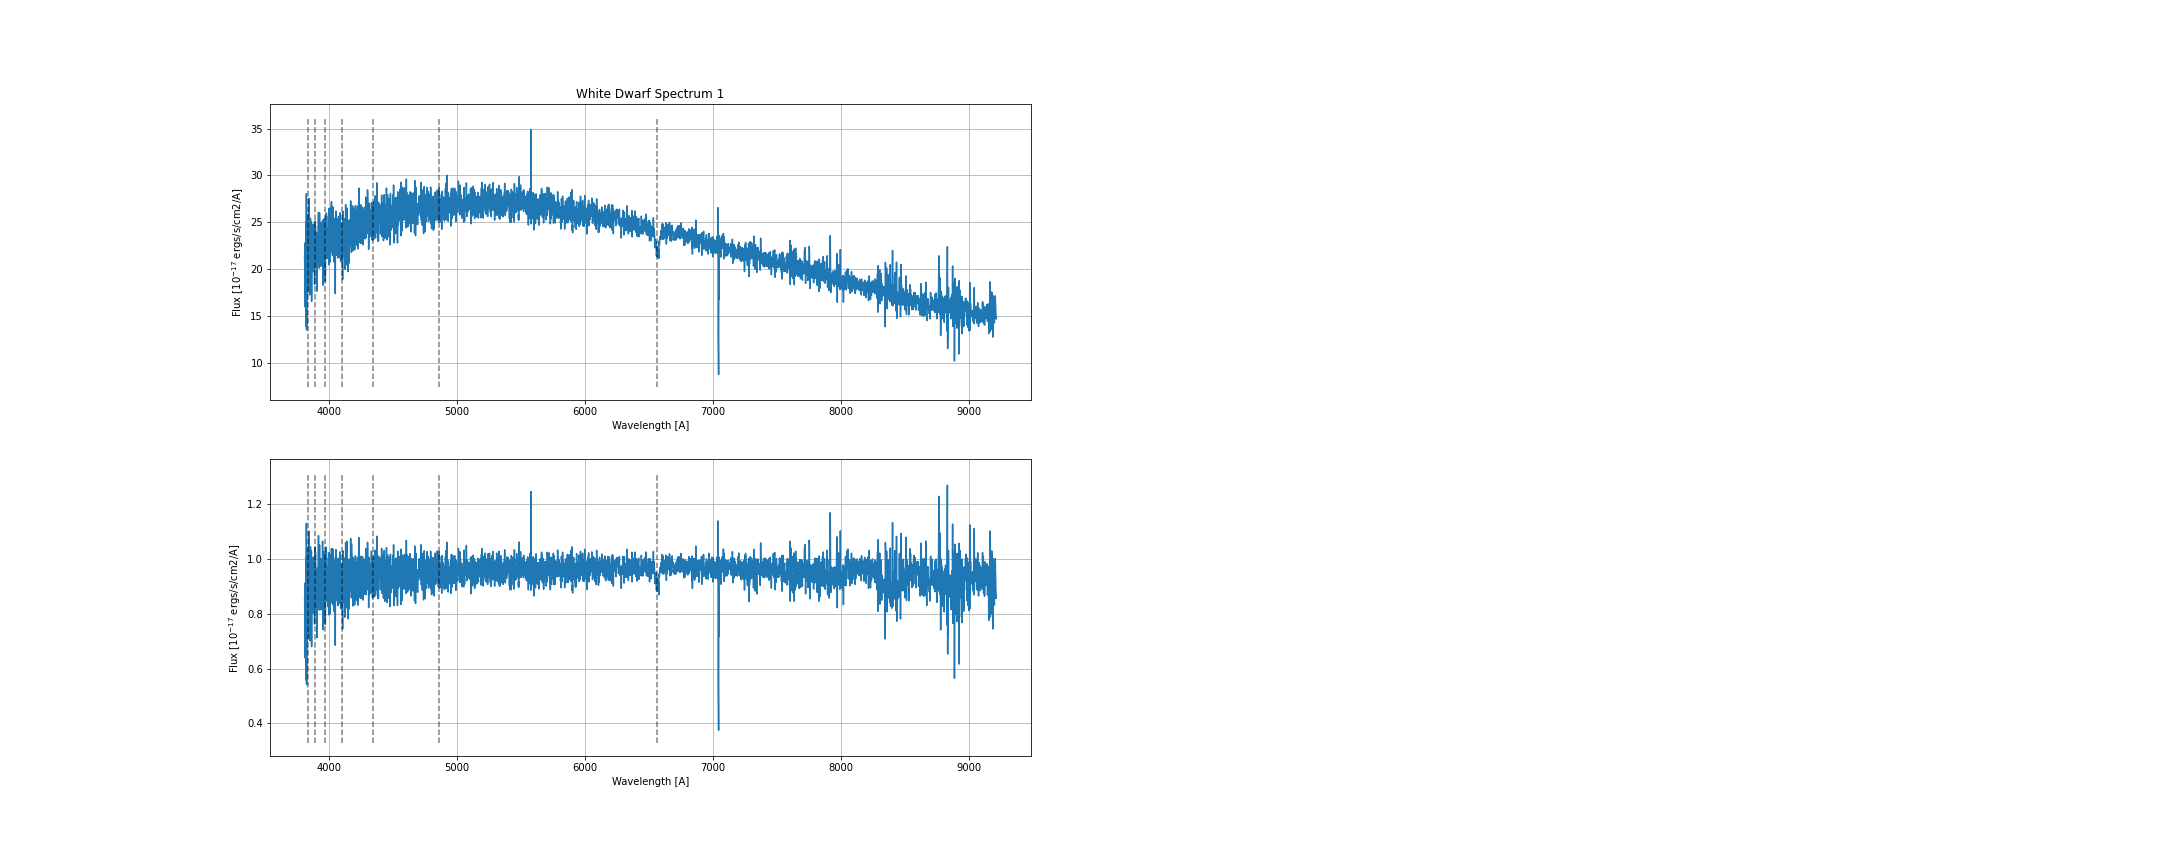 White Dwarf Spectrum 1
35
30
25
20
15
10
Flux [10⁻¹⁷ ergs/s/cm2/A]
4000 5000 6000 7000 8000 9000
Wavelength [A]
1.2
1.0
0.8
0.6
0.4
Flux [10⁻¹⁷ ergs/s/cm2/A]
4000 5000 6000 7000 8000 9000
Wavelength [A]